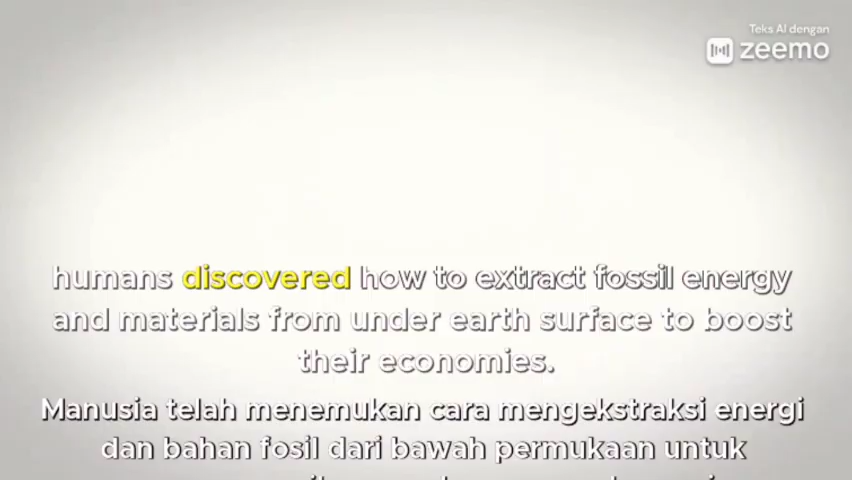 Teks AI dengan
zeemo
humans discovered how to extract fossil energy
and materials from under earth surface to boost
their economies.
Manusia telah menemukan cara mengekstraksi energi
dan bahan fosil dari bawah permukaan untuk